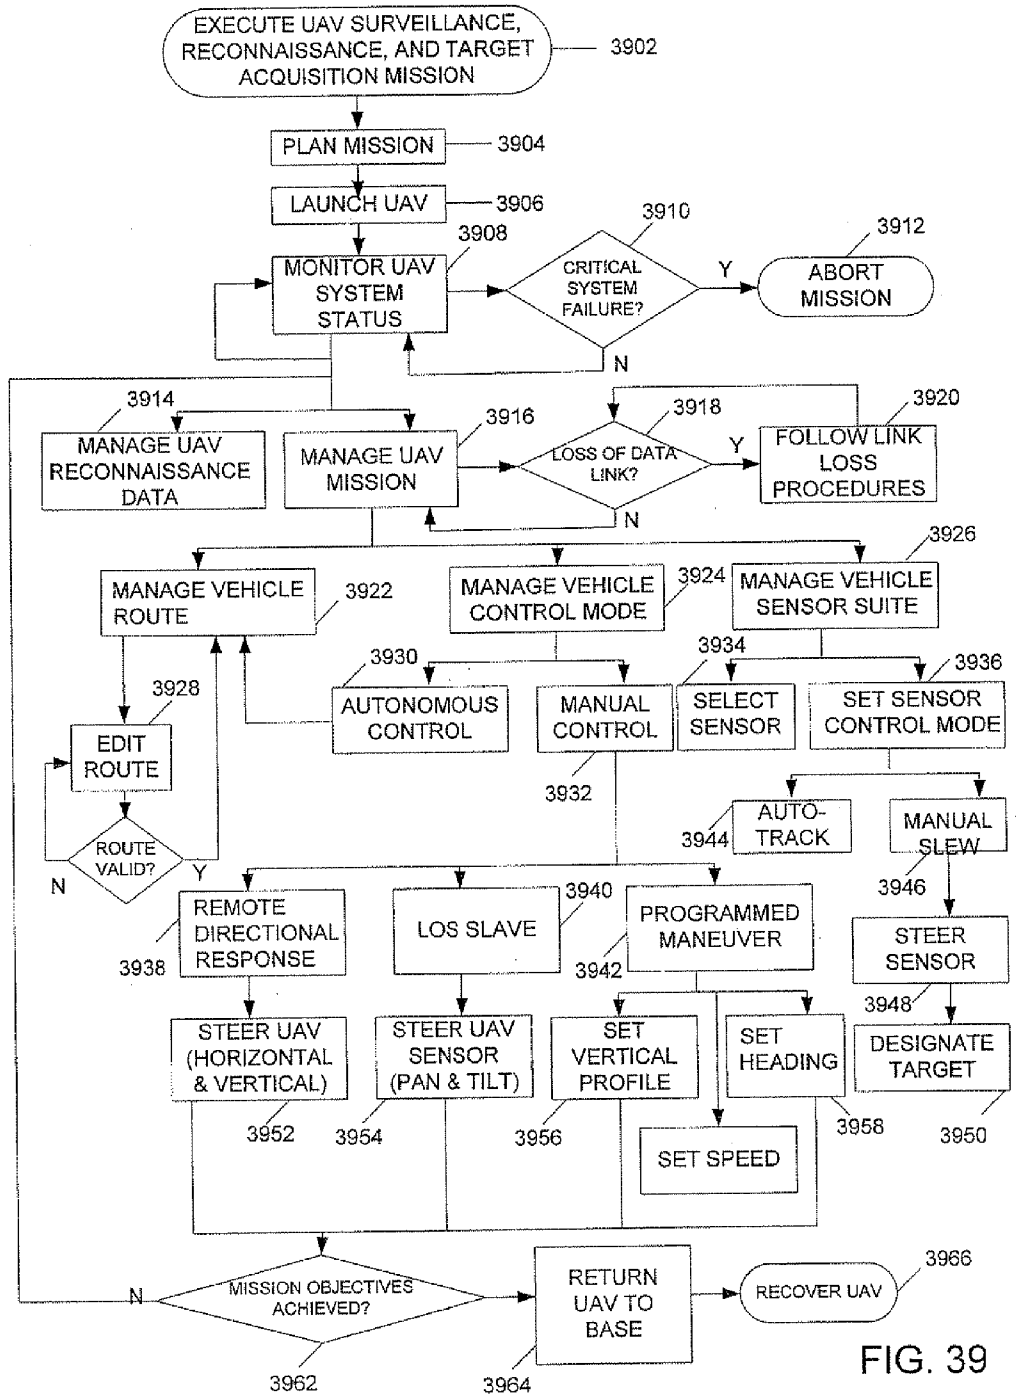 EXECUTE UAV SURVEILLANCE,
RECONNAISSANCE, AND TARGET
ACQUISITION MISSION
3902
PLAN MISSION
3904
LAUNCH UAV
3906
3908
MONITOR UAV
SYSTEM
STATUS
3910
CRITICAL
SYSTEM
FAILURE?
Y
N
3912
ABORT
MISSION
3914
MANAGE UAV
RECONNAISSANCE
DATA
3916
MANAGE UAV
MISSION
3918
LOSS OF DATA
LINK?
Y
N
3920
FOLLOW LINK
LOSS
PROCEDURES
MANAGE VEHICLE
ROUTE
3922
MANAGE VEHICLE
CONTROL MODE
3924
3926
MANAGE VEHICLE
SENSOR SUITE
3928
EDIT
ROUTE
ROUTE
VALID?
N
Y
3930
AUTONOMOUS
CONTROL
MANUAL
CONTROL
3932
3934
SELECT
SENSOR
3936
SET SENSOR
CONTROL MODE
AUTO-
TRACK
3944
MANUAL
SLEW
3946
REMOTE
DIRECTIONAL
RESPONSE
3938
3940
LOS SLAVE
PROGRAMMED
MANEUVER
3942
STEER
SENSOR
3948
STEER UAV
(HORIZONTAL
& VERTICAL)
3952
STEER UAV
SENSOR
(PAN & TILT)
3954
SET
VERTICAL
PROFILE
3956
SET
HEADING
3958
DESIGNATE
TARGET
3950
SET SPEED
MISSION OBJECTIVES
ACHIEVED?
N
3962
RETURN
UAV TO
BASE
3964
RECOVER UAV
3966
FIG. 39